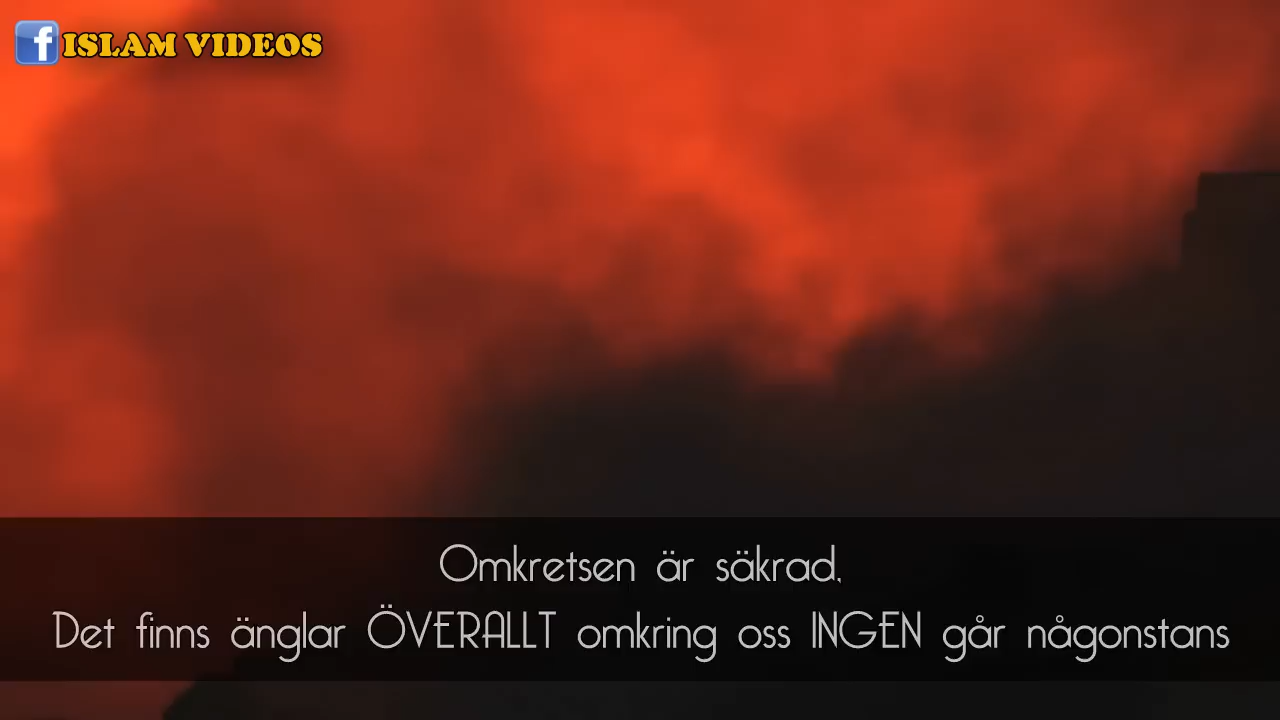 ISLAM VIDEOS
Omkretsen är säkrad.
Det finns änglar ÖVERALLT omkring oss INGEN går någonstans